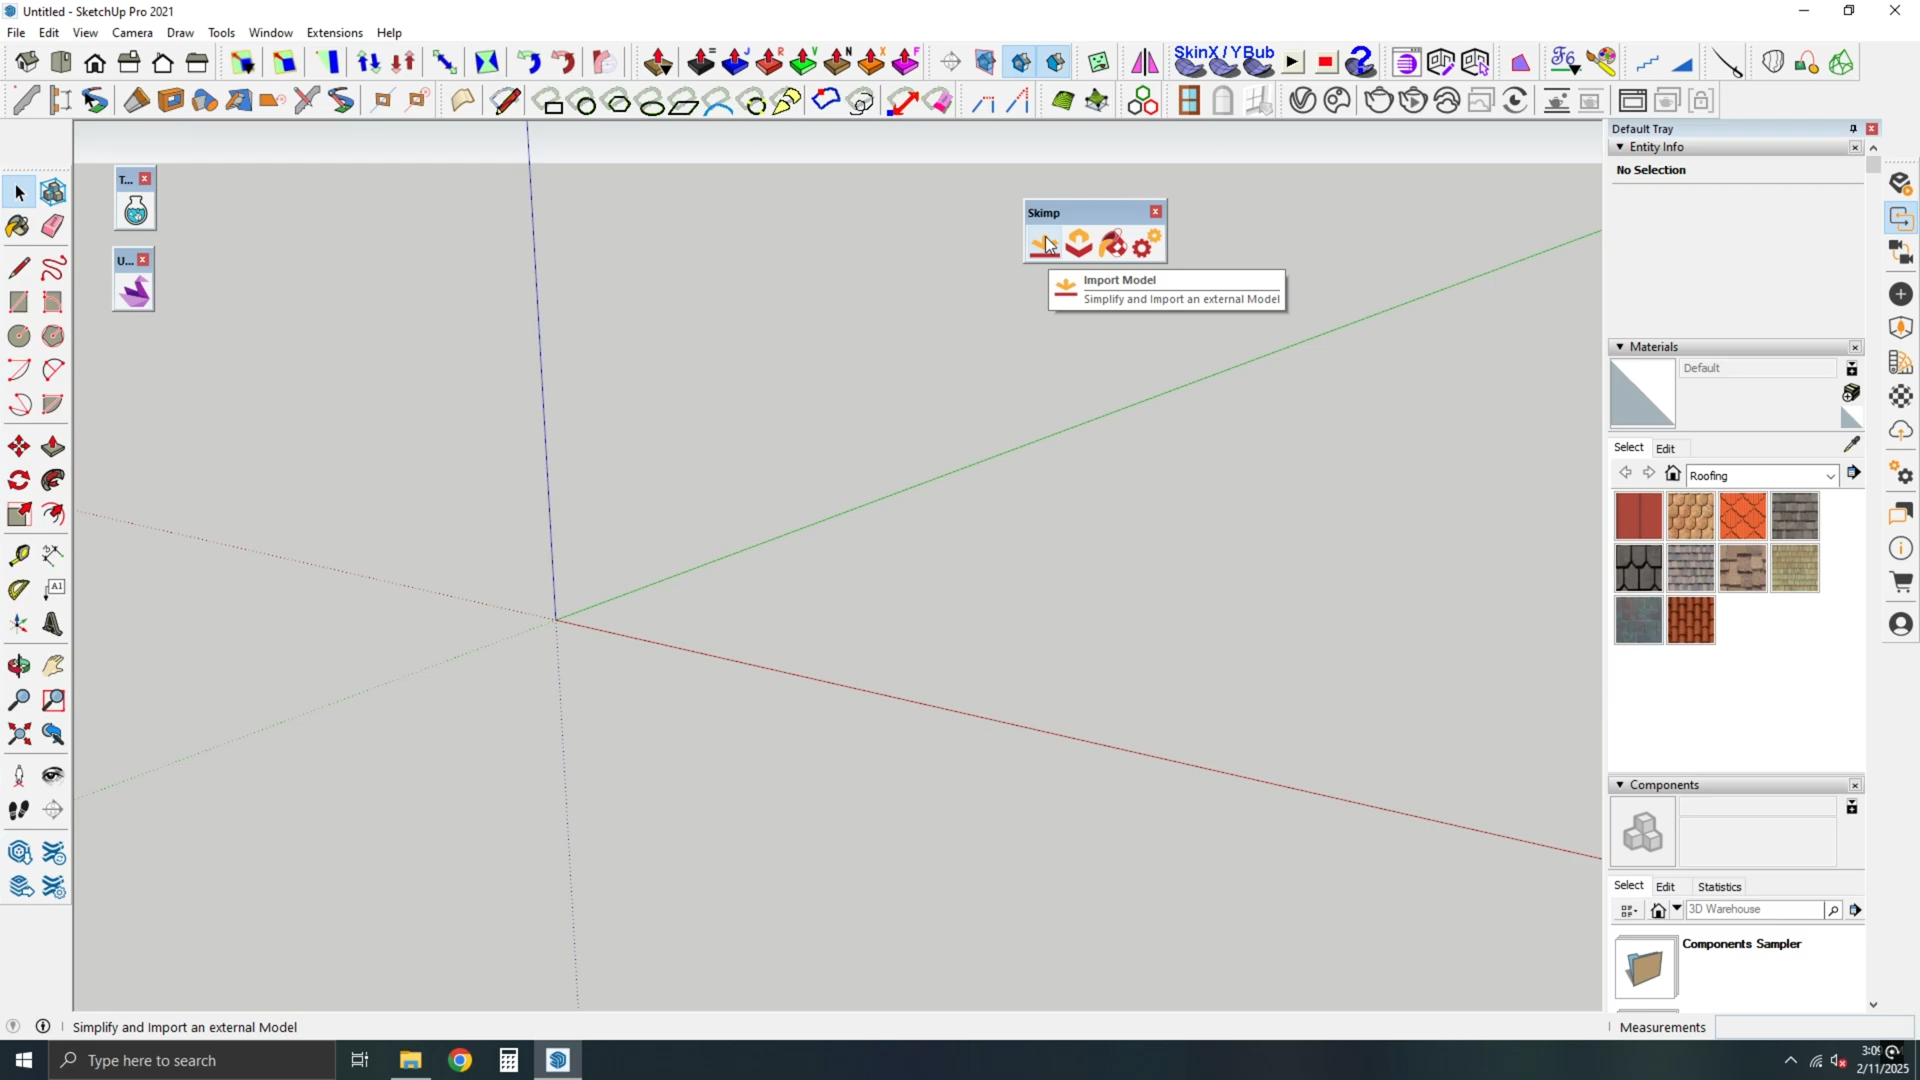 Untitled - SketchUp Pro 2021
File Edit View Camera Draw Tools Window Extensions Help
SkinX / YBub
Default Tray
Entity Info
No Selection
T...
U...
Skimp
Import Model
Simplify and Import an external Model
Materials
Default
Select Edit
Roofing
Components
Select Edit Statistics
3D Warehouse
Components Sampler
Simplify and Import an external Model
Measurements
Type here to search
2/11/2025